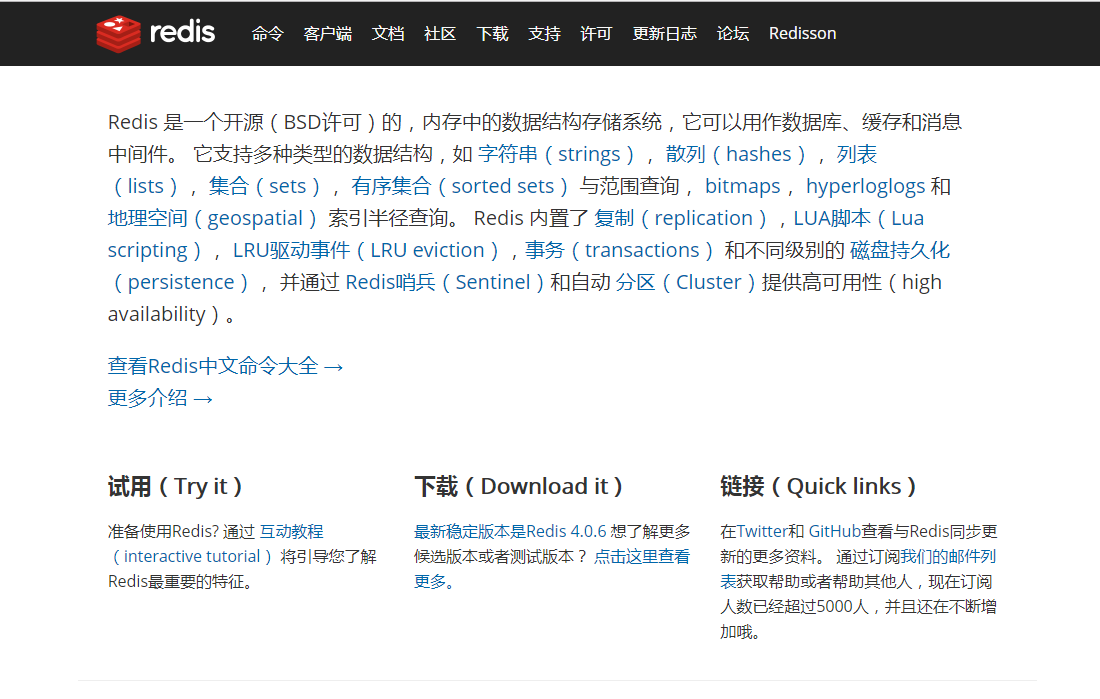 redis 命令 客户端 文档 社区 下载 支持 许可 更新日志 论坛 Redisson
Redis 是一个开源（BSD许可）的，内存中的数据结构存储系统，它可以用作数据库、缓存和消息
中间件。 它支持多种类型的数据结构，如 字符串（strings）， 散列（hashes）， 列表
（lists）， 集合（sets）， 有序集合（sorted sets） 与范围查询， bitmaps， hyperloglogs 和
地理空间（geospatial） 索引半径查询。 Redis 内置了 复制（replication），LUA脚本（Lua
scripting）， LRU驱动事件（LRU eviction），事务（transactions） 和不同级别的 磁盘持久化
（persistence）， 并通过 Redis哨兵（Sentinel）和自动 分区（Cluster）提供高可用性（high
availability）。
查看Redis中文命令大全 →
更多介绍 →
试用（Try it）
准备使用Redis? 通过 互动教程
（interactive tutorial） 将引导您了解
Redis最重要的特征。
下载（Download it）
最新稳定版本是Redis 4.0.6 想了解更多
候选版本或者测试版本？ 点击这里查看
更多。
链接（Quick links）
在Twitter和 GitHub查看与Redis同步更
新的更多资料。 通过订阅我们的邮件列
表获取帮助或者帮助其他人，现在订阅
人数已经超过5000人，并且还在不断增
加哦。